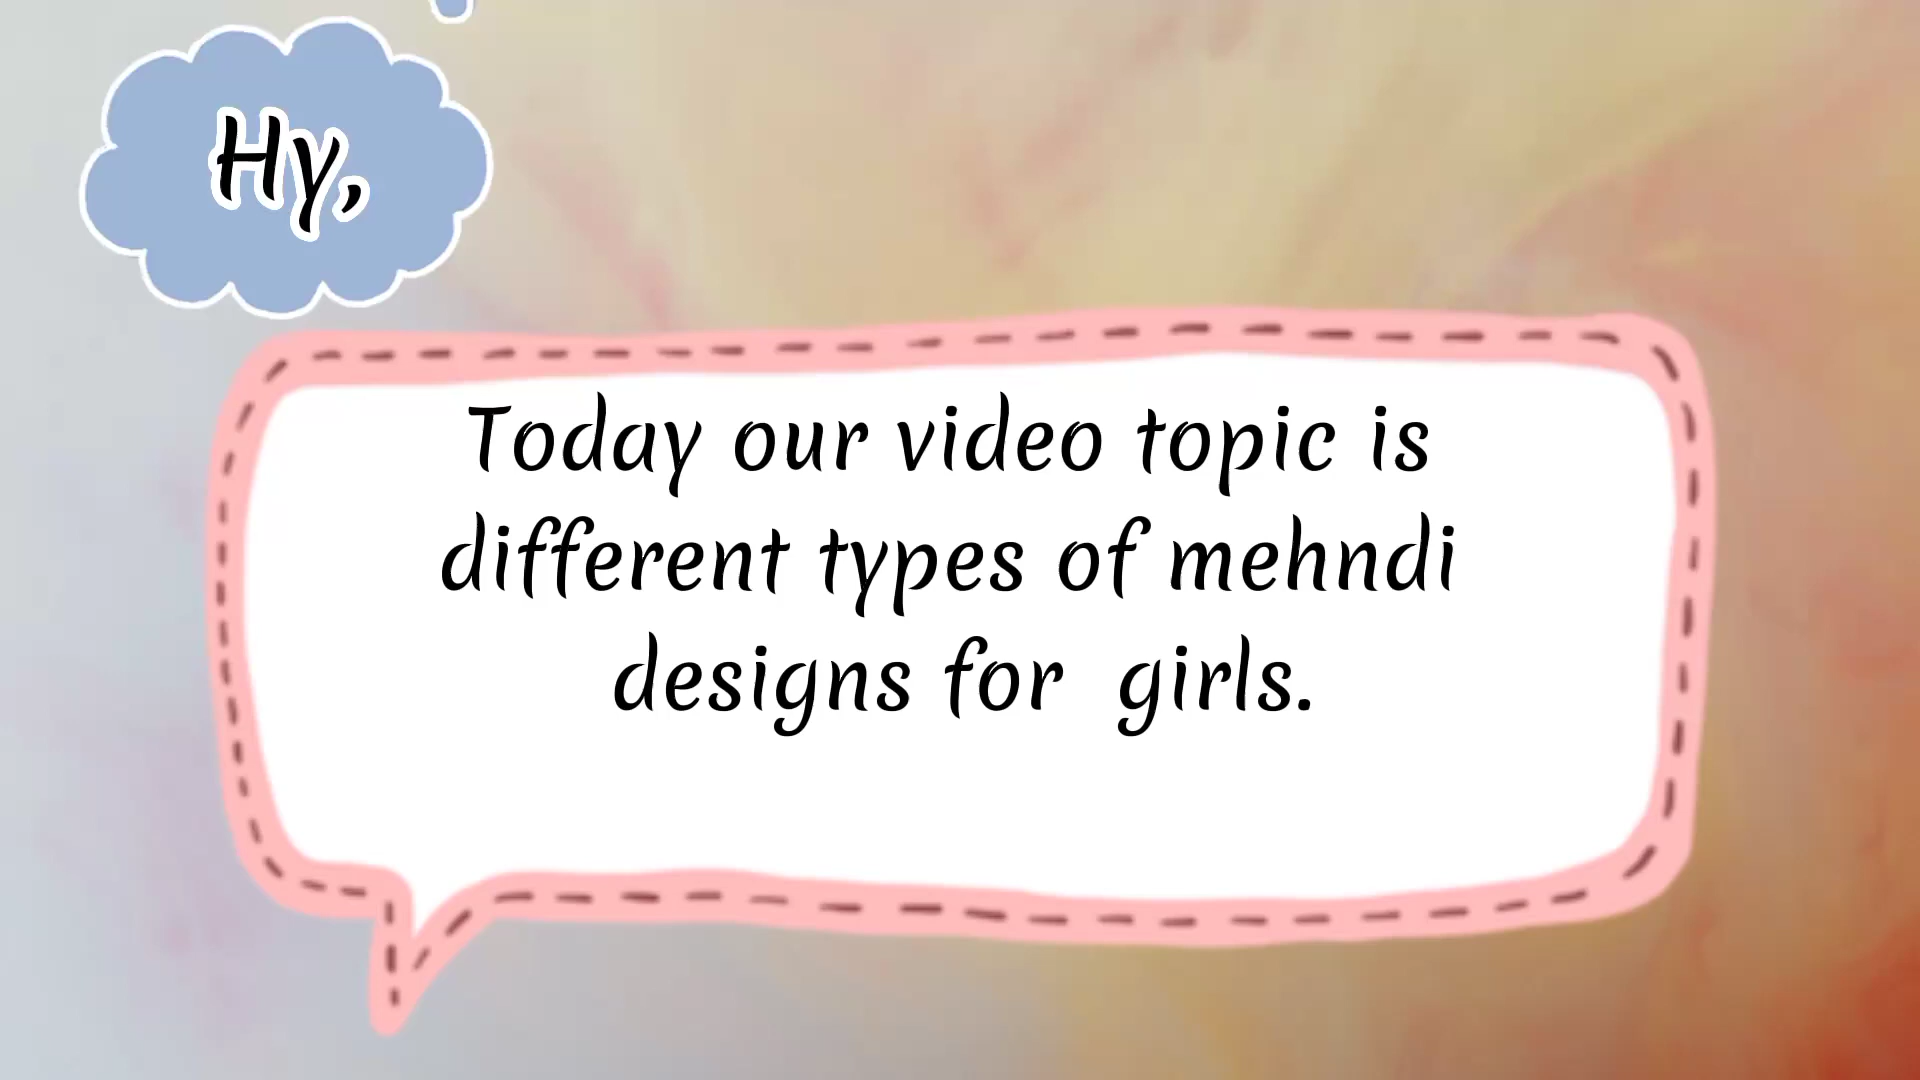 Hy,
Today our video topic is
different types of mehndi
designs for  girls.